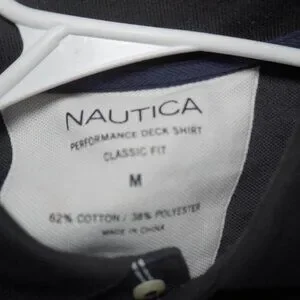 NAUTICA
PERFORMANCE DECK SHIRT
CLASSIC FIT
M
62% COTTON / 38% POLYESTER
MADE IN CHINA